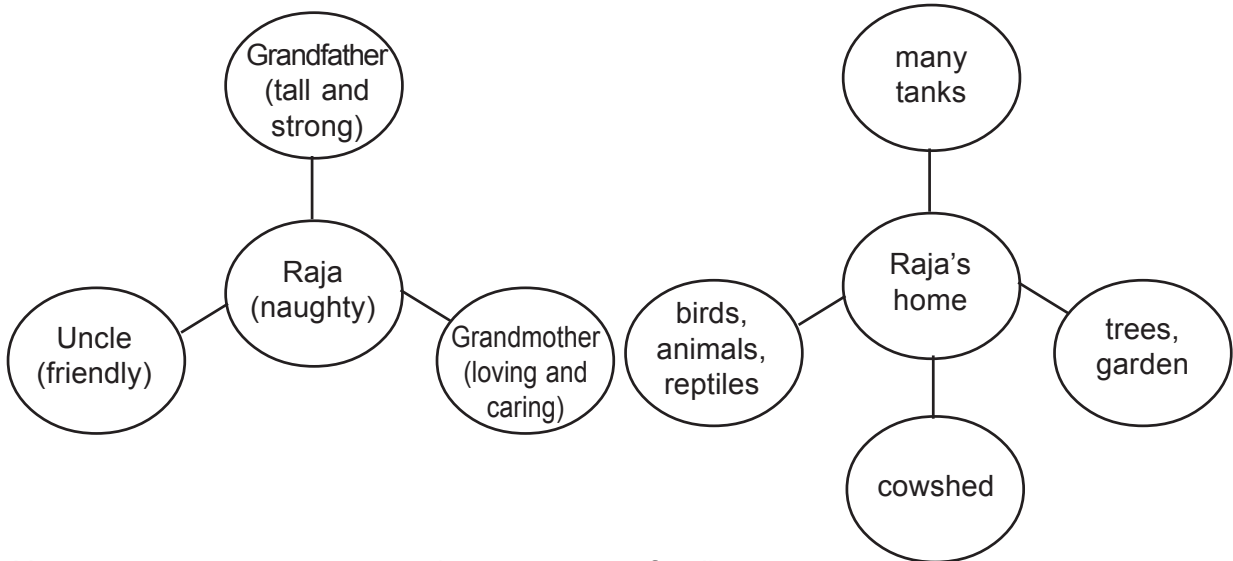 Grandfather
(tall and
strong)
Raja
(naughty)
Uncle
(friendly)
Grandmother
(loving and
caring)
many
tanks
Raja's
home
birds,
animals,
reptiles
trees,
garden
cowshed